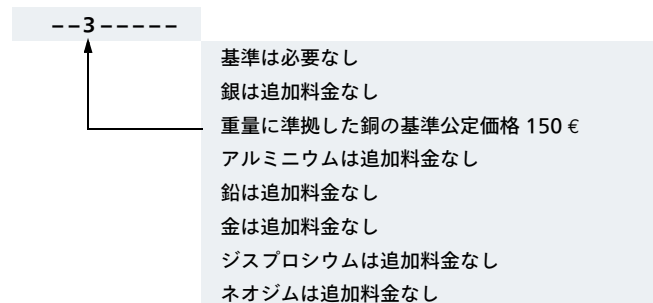 ––3–––––
基準は必要なし
銀は追加料金なし
重量に準拠した銅の基準公定価格 150 €
アルミニウムは追加料金なし
鉛は追加料金なし
金は追加料金なし
ジスプロシウムは追加料金なし
ネオジムは追加料金なし